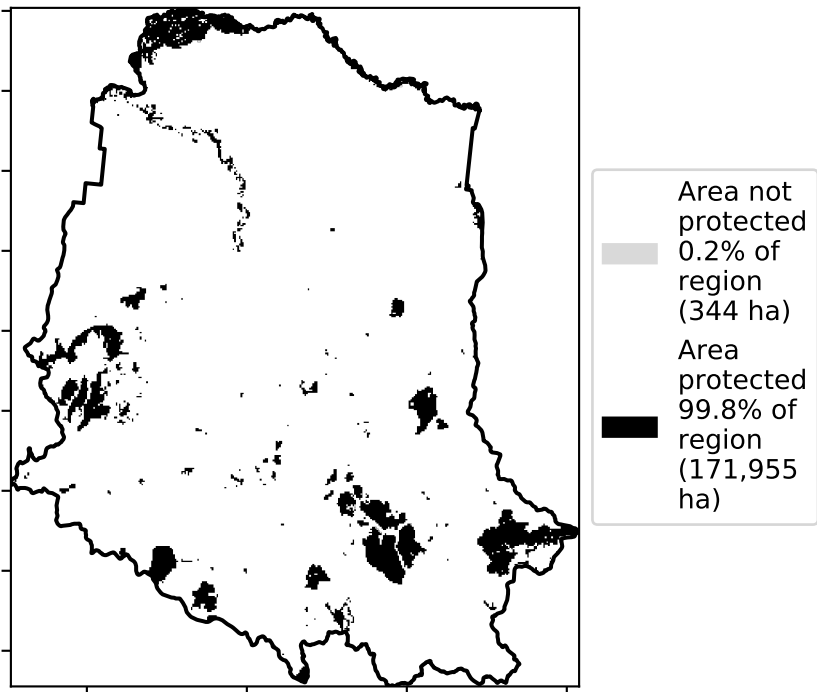 Area not
protected
0.2% of
region
(344 ha)
Area
protected
99.8% of
region
(171,955
ha)